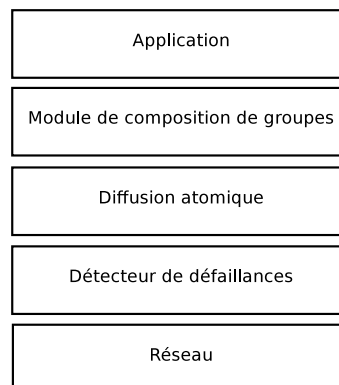 Application
Module de composition de groupes
Diffusion atomique
Détecteur de défaillances
Réseau